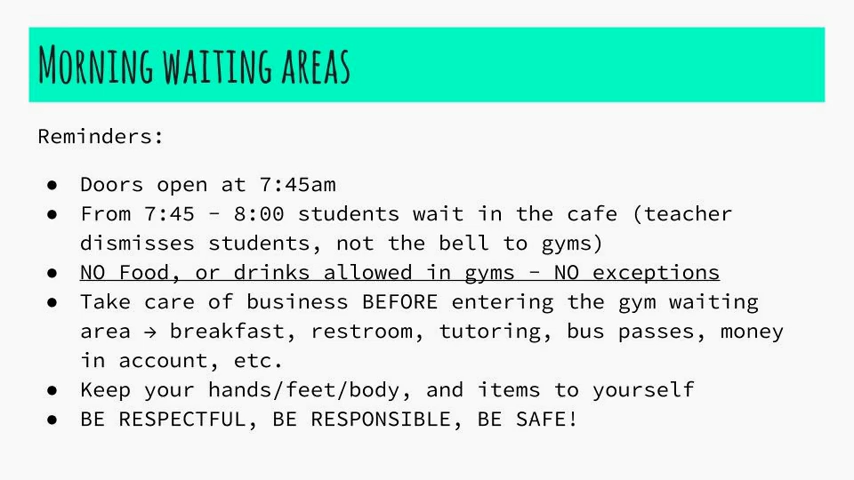 Morning waiting areas
Reminders:
● Doors open at 7:45am
● From 7:45 - 8:00 students wait in the cafe (teacher
dismisses students, not the bell to gyms)
● NO Food, or drinks allowed in gyms - NO exceptions
● Take care of business BEFORE entering the gym waiting
area → breakfast, restroom, tutoring, bus passes, money
in account, etc.
● Keep your hands/feet/body, and items to yourself
● BE RESPECTFUL, BE RESPONSIBLE, BE SAFE!